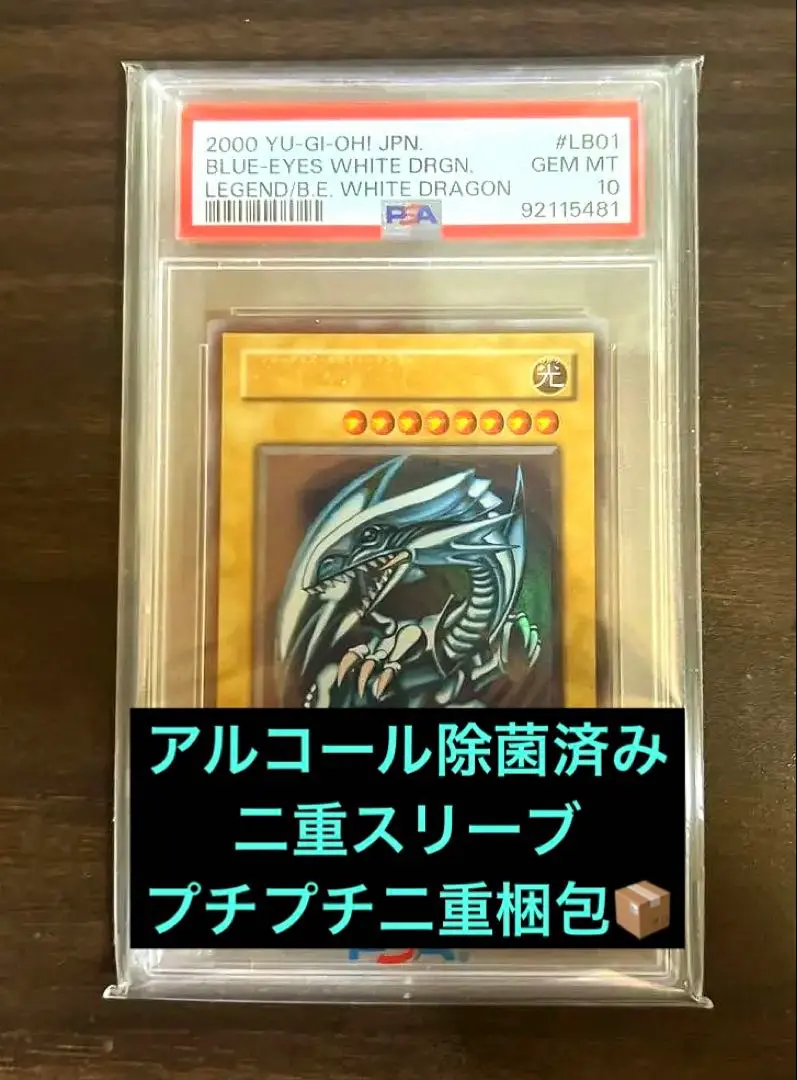 2000 YU-GI-OH! JPN. #LB01
BLUE-EYES WHITE DRGN. GEM MT
LEGEND/B.E. WHITE DRAGON 10
PSA 92115481
光
アルコール除菌済み
二重スリーブ
プチプチ二重梱包📦
PSA